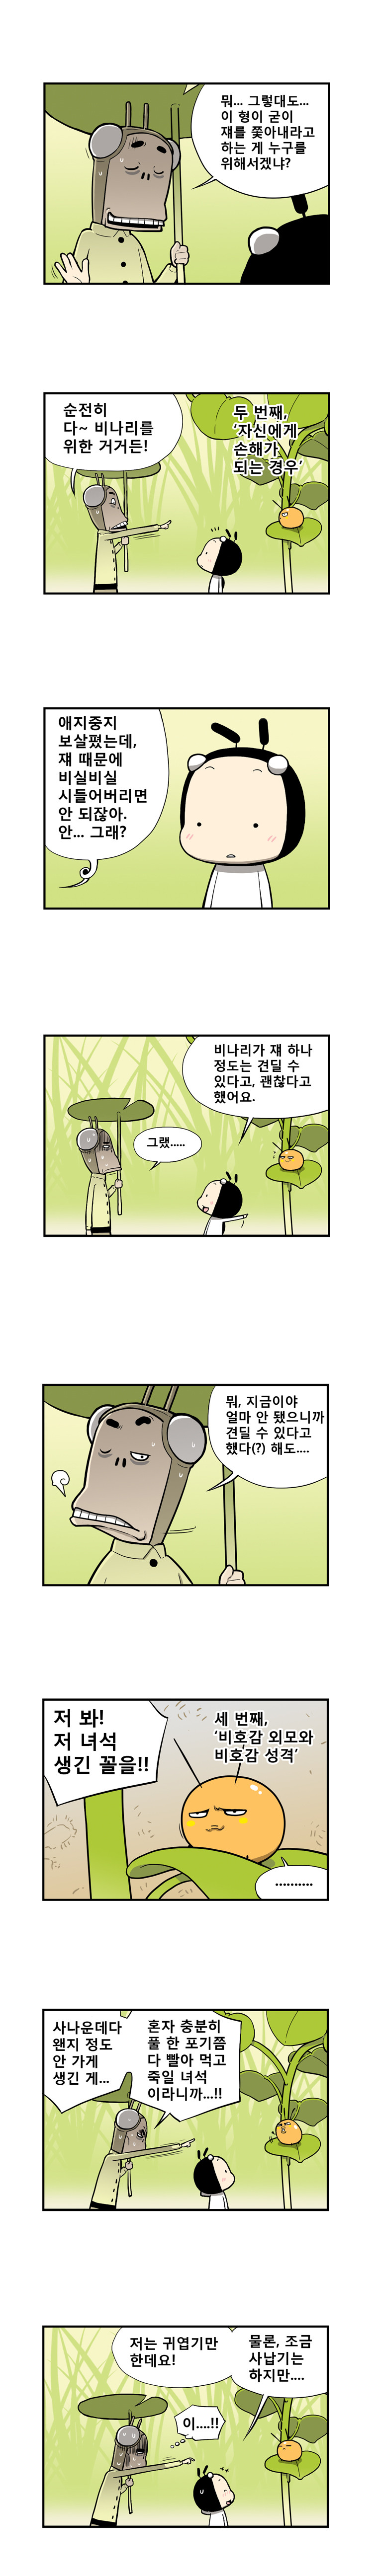 뭐... 그렇대도...
이 형이 굳이
쟤를 쫓아내라고
하는 게 누구를
위해서겠냐?
순전히
다~ 비나리를
위한 거거든!
두 번째,
‘자신에게
손해가
되는 경우’
애지중지
보살폈는데,
쟤 때문에
비실비실
시들어버리면
안 되잖아.
안... 그래?
비나리가 쟤 하나
정도는 견딜 수
있다고, 괜찮다고
했어요.
그랬.....
뭐, 지금이야
얼마 안 됐으니까
견딜 수 있다고
했다(?) 해도....
저 봐!
저 녀석
생긴 꼴을!!
세 번째,
‘비호감 외모와
비호감 성격’
··········
사나운데다
왠지 정도
안 가게
생긴 게...
혼자 충분히
풀 한 포기쯤
다 빨아 먹고
죽일 녀석
이라니까...!!
저는 귀엽기만
한데요!
물론, 조금
사납기는
하지만....
이....!!